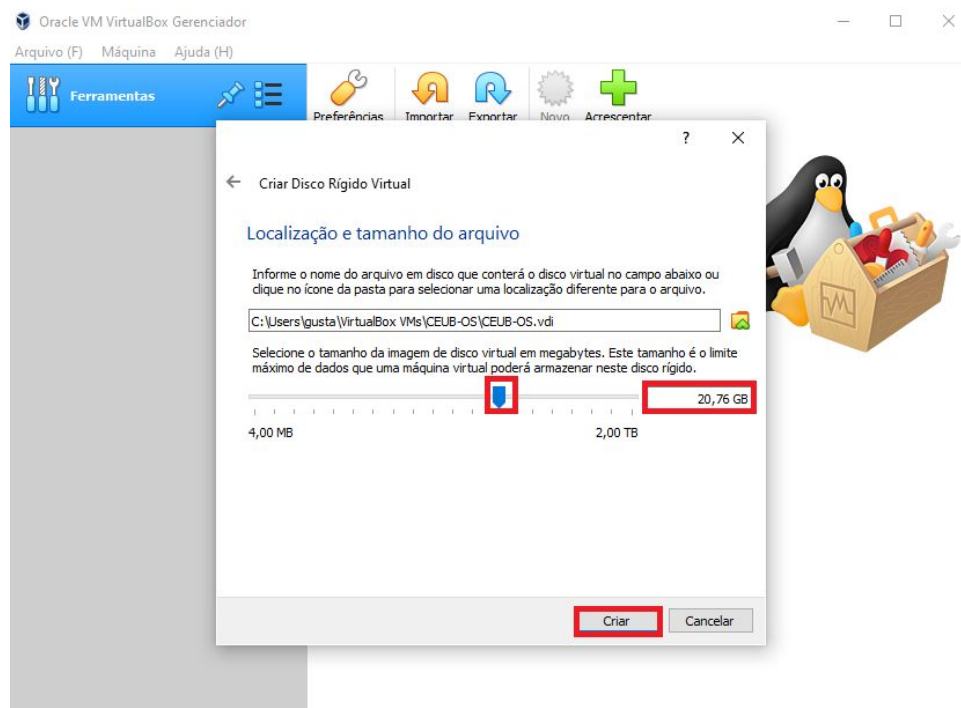 Oracle VM VirtualBox Gerenciador
Arquivo (F) Máquina Ajuda (H)
Ferramentas
Preferências Importar Exportar Novo Acrescentar
?
Criar Disco Rígido Virtual
Localização e tamanho do arquivo
Informe o nome do arquivo em disco que conterá o disco virtual no campo abaixo ou
clique no ícone da pasta para selecionar uma localização diferente para o arquivo.
C:\Users\gusta\VirtualBox VMs\CEUB-OS\CEUB-OS.vdi
Selecione o tamanho da imagem de disco virtual em megabytes. Este tamanho é o limite
máximo de dados que uma máquina virtual poderá armazenar neste disco rígido.
20,76 GB
4,00 MB 2,00 TB
Criar Cancelar